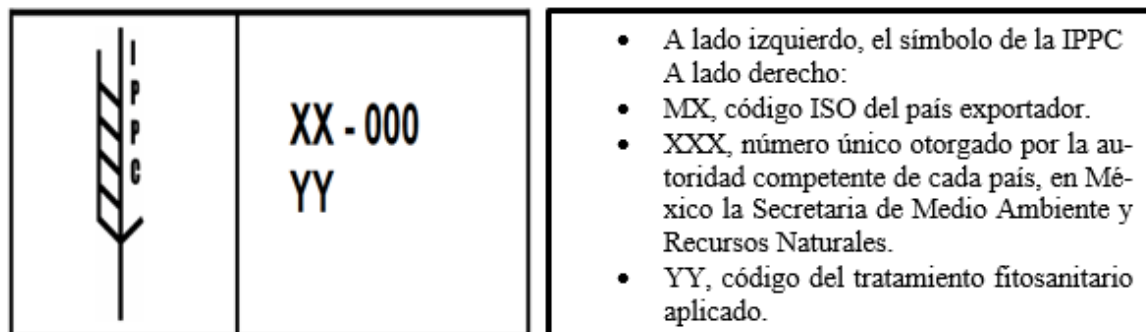 IPPC
XX - 000
YY
• A lado izquierdo, el símbolo de la IPPC
A lado derecho:
• MX, código ISO del país exportador.
• XXX, número único otorgado por la au-
toridad competente de cada país, en Mé-
xico la Secretaria de Medio Ambiente y
Recursos Naturales.
• YY, código del tratamiento fitosanitario
aplicado.